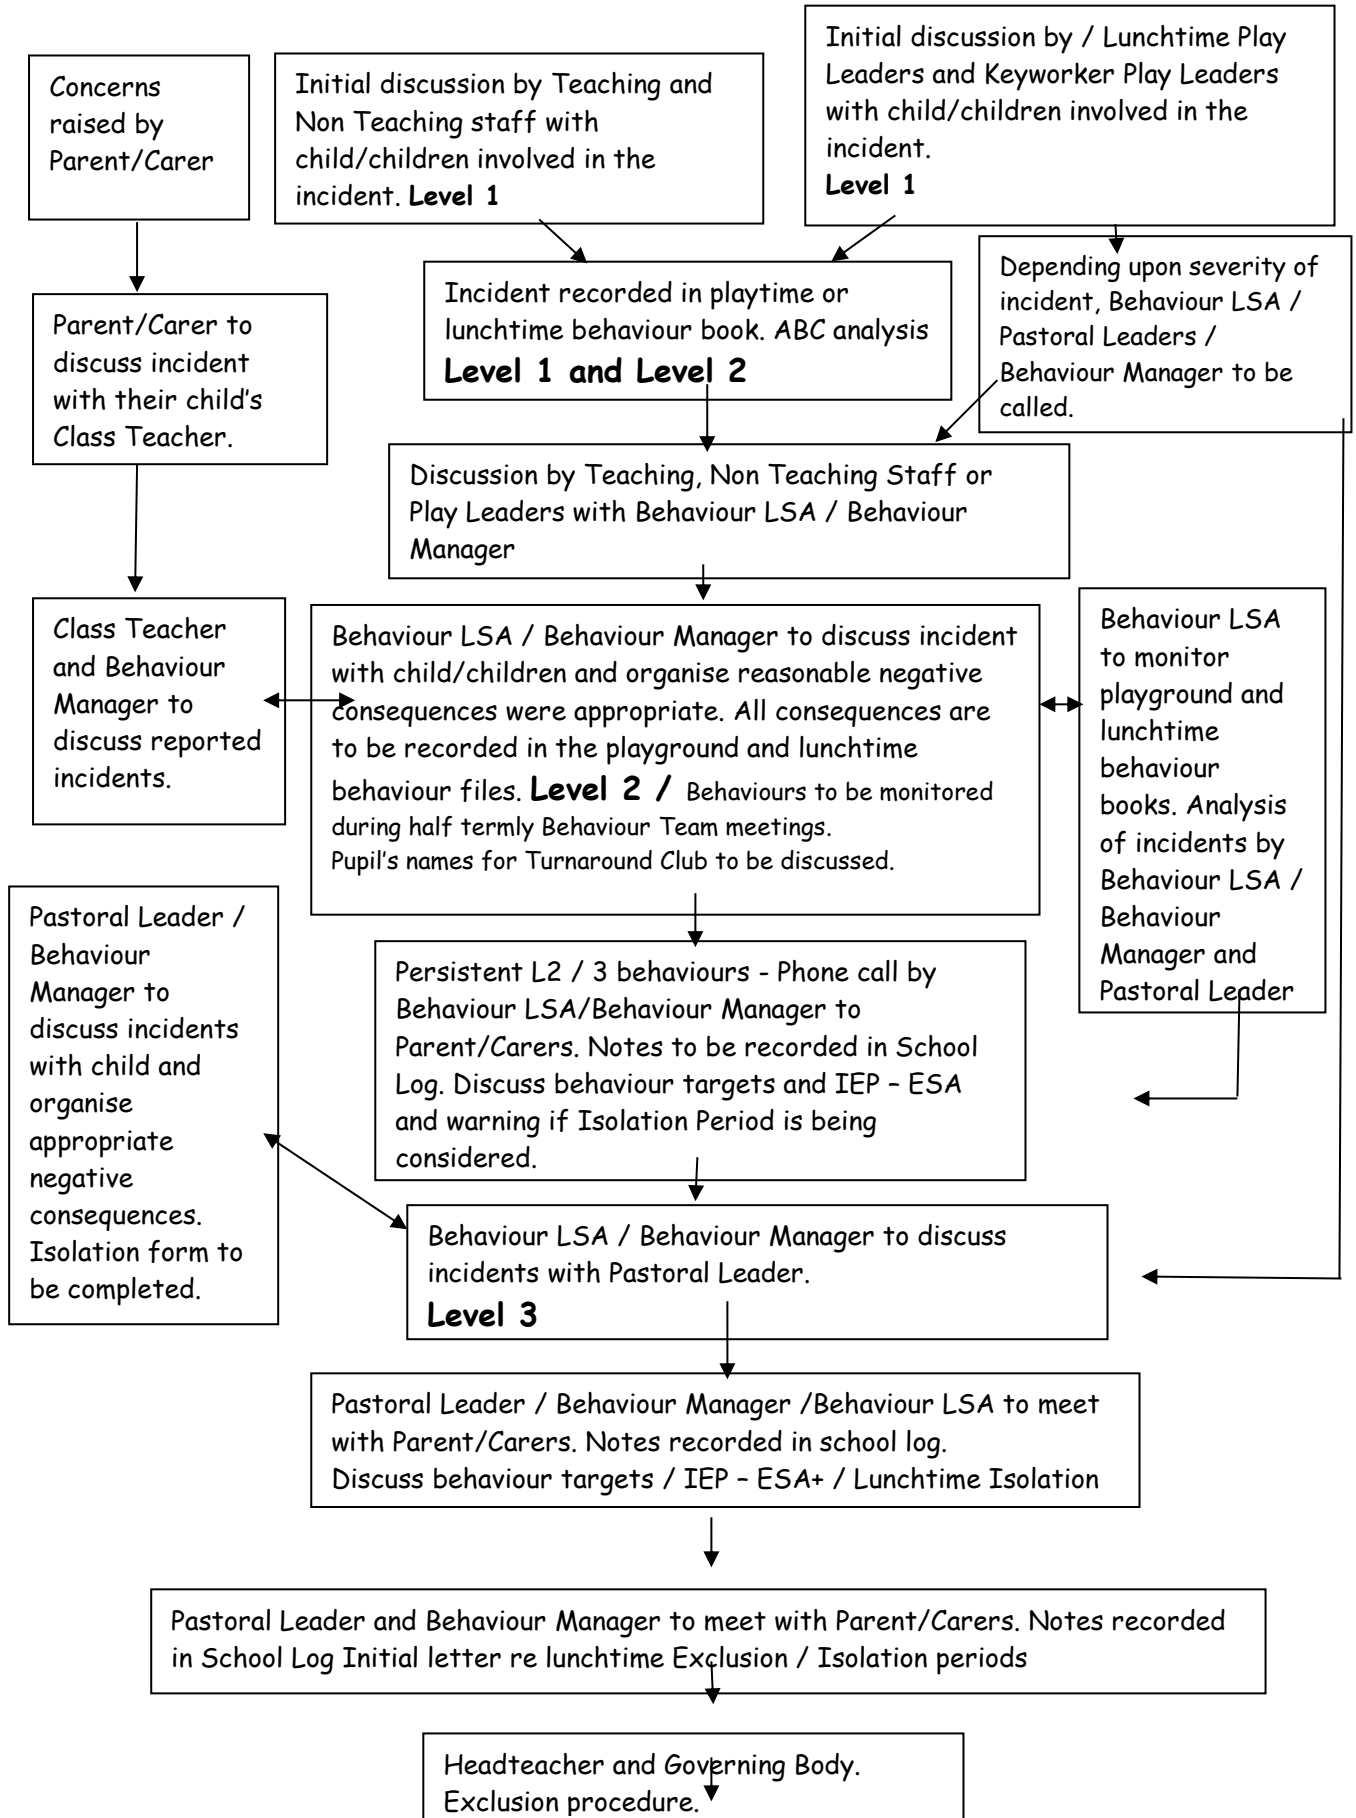 Concerns
raised by
Parent/Carer
Initial discussion by Teaching and
Non Teaching staff with
child/children involved in the
incident. Level 1
Initial discussion by / Lunchtime Play
Leaders and Keyworker Play Leaders
with child/children involved in the
incident.
Level 1
Parent/Carer to
discuss incident
with their child's
Class Teacher.
Incident recorded in playtime or
lunchtime behaviour book. ABC analysis
Level 1 and Level 2
Depending upon severity of
incident, Behaviour LSA /
Pastoral Leaders /
Behaviour Manager to be
called.
Discussion by Teaching, Non Teaching Staff or
Play Leaders with Behaviour LSA / Behaviour
Manager
Class Teacher
and Behaviour
Manager to
discuss reported
incidents.
Behaviour LSA / Behaviour Manager to discuss incident
with child/children and organise reasonable negative
consequences were appropriate. All consequences are
to be recorded in the playground and lunchtime
behaviour files. Level 2 / Behaviours to be monitored
during half termly Behaviour Team meetings.
Pupil's names for Turnaround Club to be discussed.
Behaviour LSA
to monitor
playground and
lunchtime
behaviour
books. Analysis
of incidents by
Behaviour LSA /
Behaviour
Manager and
Pastoral Leader
Pastoral Leader /
Behaviour
Manager to
discuss incidents
with child and
organise
appropriate
negative
consequences.
Isolation form to
be completed.
Persistent L2 / 3 behaviours - Phone call by
Behaviour LSA/Behaviour Manager to
Parent/Carers. Notes to be recorded in School
Log. Discuss behaviour targets and IEP – ESA
and warning if Isolation Period is being
considered.
Behaviour LSA / Behaviour Manager to discuss
incidents with Pastoral Leader.
Level 3
Pastoral Leader / Behaviour Manager /Behaviour LSA to meet
with Parent/Carers. Notes recorded in school log.
Discuss behaviour targets / IEP – ESA+ / Lunchtime Isolation
Pastoral Leader and Behaviour Manager to meet with Parent/Carers. Notes recorded
in School Log Initial letter re lunchtime Exclusion / Isolation periods
Headteacher and Governing Body.
Exclusion procedure.